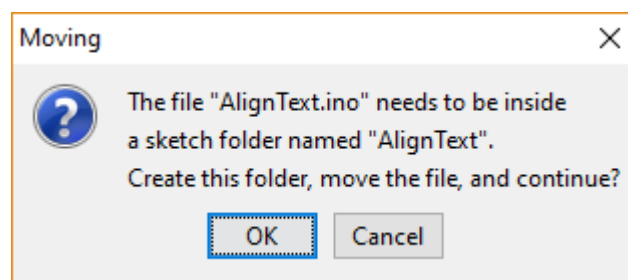 Moving
The file "AlignText.ino" needs to be inside
a sketch folder named "AlignText".
Create this folder, move the file, and continue?
OK
Cancel